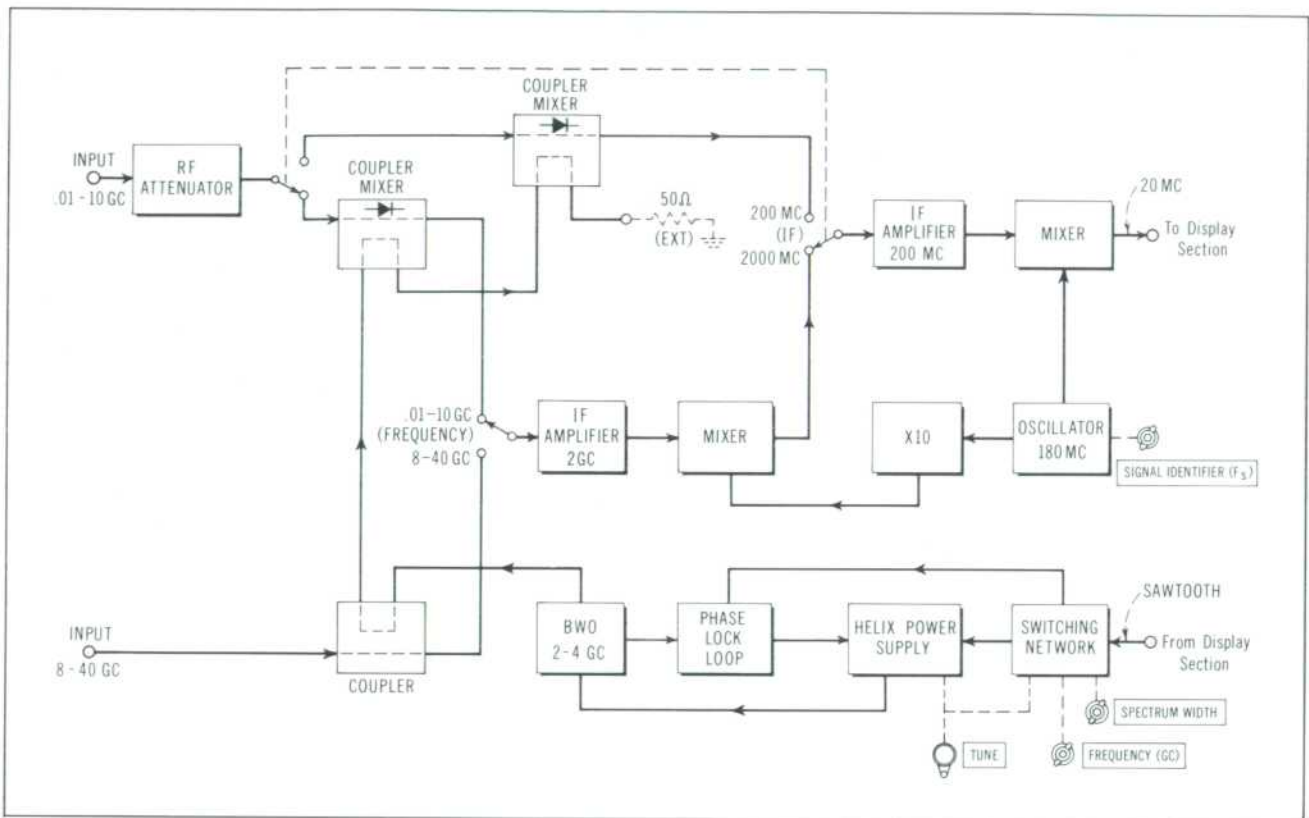 COUPLER
MIXER
INPUT
.01-10 GC
RF
ATTENUATOR
COUPLER
MIXER
50Ω
(EXT)
200 MC
(IF)
2000 MC
IF
AMPLIFIER
200 MC
MIXER
20 MC
To Display
Section
.01-10 GC
(FREQUENCY)
8-40 GC
IF
AMPLIFIER
2GC
MIXER
X10
OSCILLATOR
180 MC
SIGNAL IDENTIFIER (Fs)
INPUT
8-40 GC
COUPLER
BWO
2-4 GC
PHASE
LOCK
LOOP
HELIX POWER
SUPPLY
SWITCHING
NETWORK
SAWTOOTH
From Display
Section
SPECTRUM WIDTH
TUNE
FREQUENCY (GC)